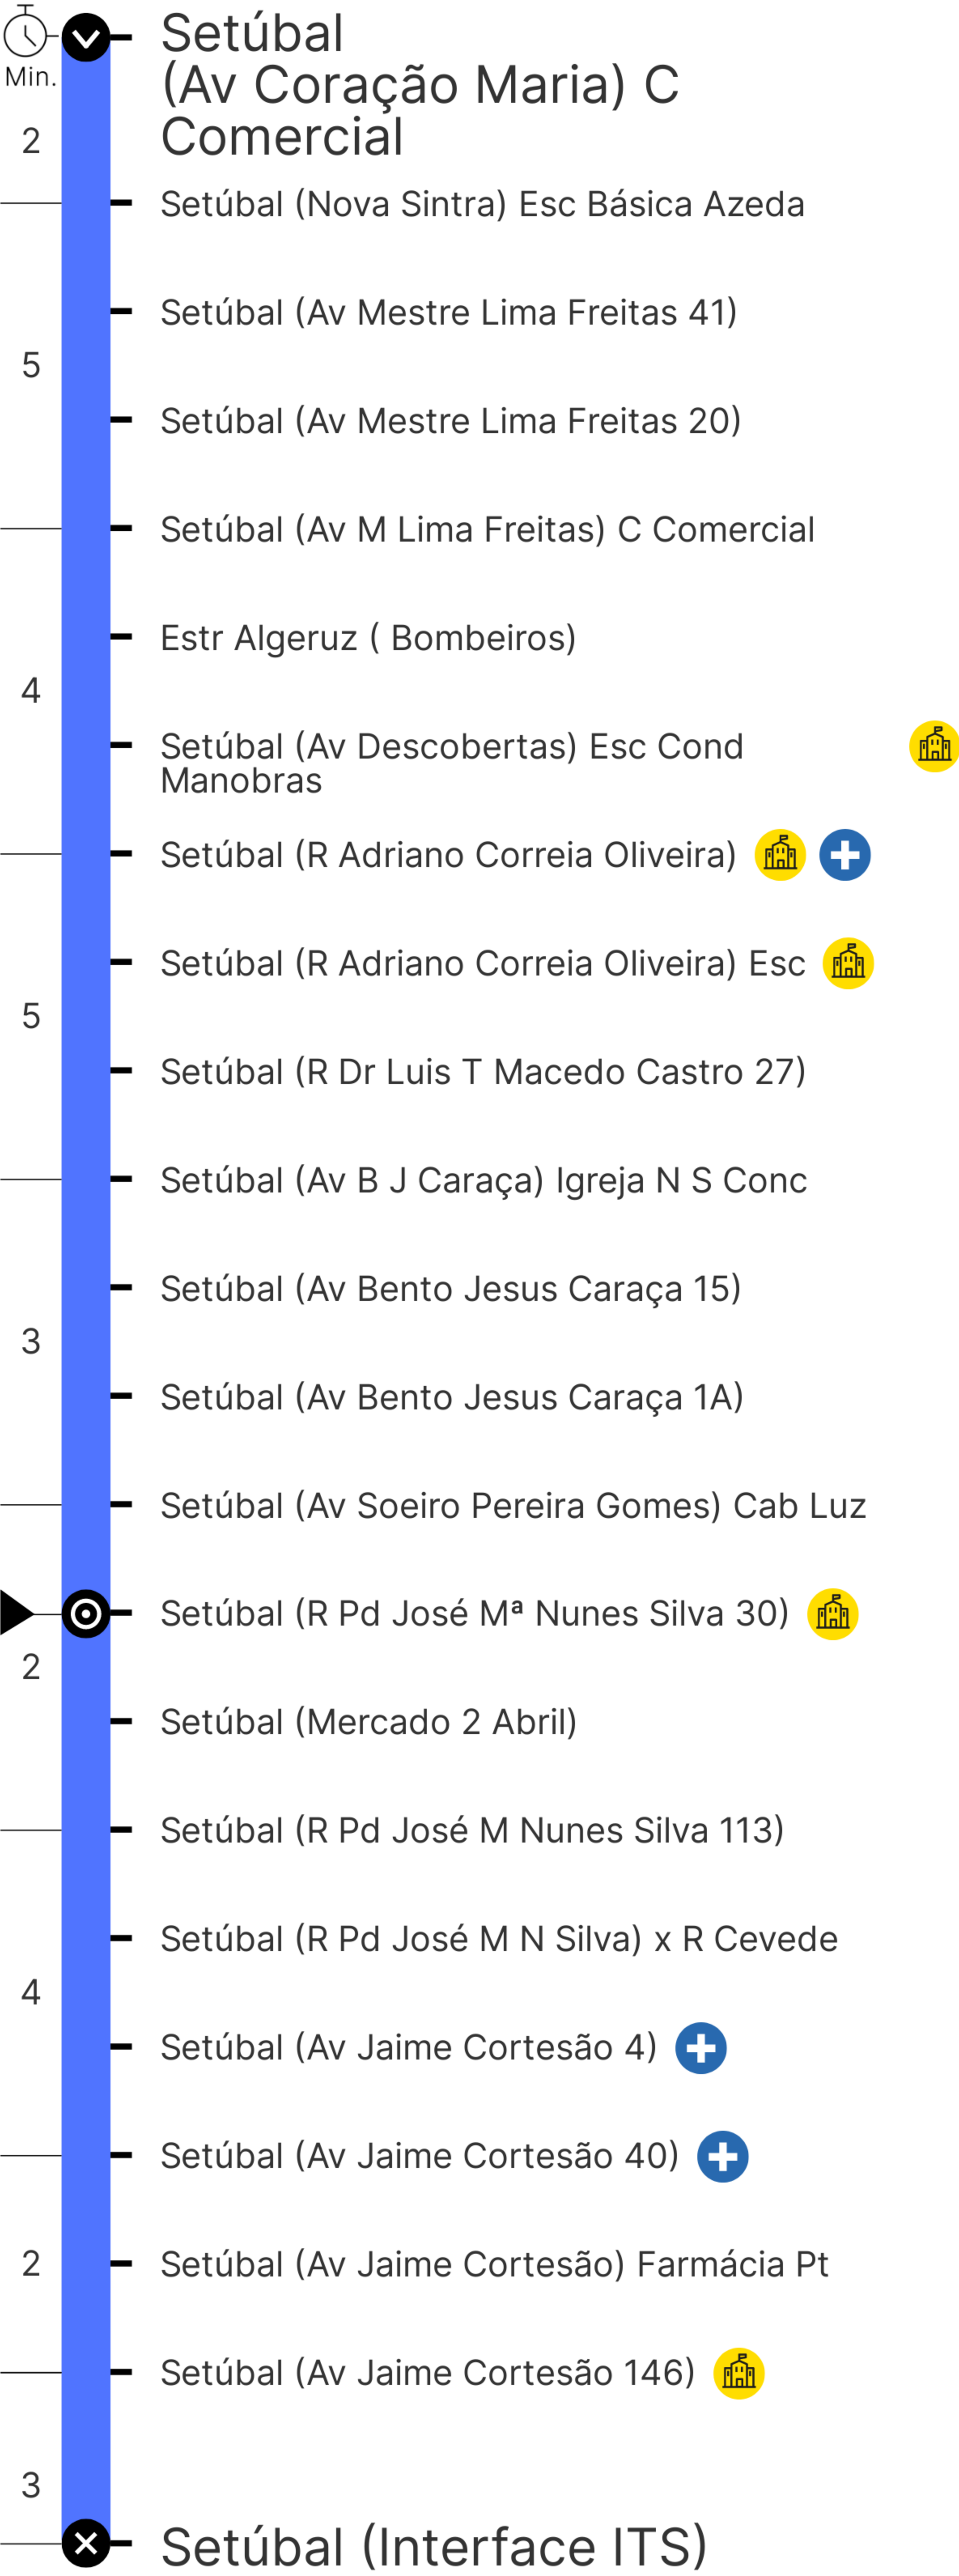 Setúbal
(Av Coração Maria) C
Comercial
Min.
2
Setúbal (Nova Sintra) Esc Básica Azeda
Setúbal (Av Mestre Lima Freitas 41)
5
Setúbal (Av Mestre Lima Freitas 20)
Setúbal (Av M Lima Freitas) C Comercial
Estr Algeruz ( Bombeiros)
4
Setúbal (Av Descobertas) Esc Cond
Manobras
Setúbal (R Adriano Correia Oliveira)
Setúbal (R Adriano Correia Oliveira) Esc
5
Setúbal (R Dr Luis T Macedo Castro 27)
Setúbal (Av B J Caraça) Igreja N S Conc
Setúbal (Av Bento Jesus Caraça 15)
3
Setúbal (Av Bento Jesus Caraça 1A)
Setúbal (Av Soeiro Pereira Gomes) Cab Luz
Setúbal (R Pd José Mª Nunes Silva 30)
2
Setúbal (Mercado 2 Abril)
Setúbal (R Pd José M Nunes Silva 113)
Setúbal (R Pd José M N Silva) x R Cevede
4
Setúbal (Av Jaime Cortesão 4)
Setúbal (Av Jaime Cortesão 40)
2
Setúbal (Av Jaime Cortesão) Farmácia Pt
Setúbal (Av Jaime Cortesão 146)
3
Setúbal (Interface ITS)